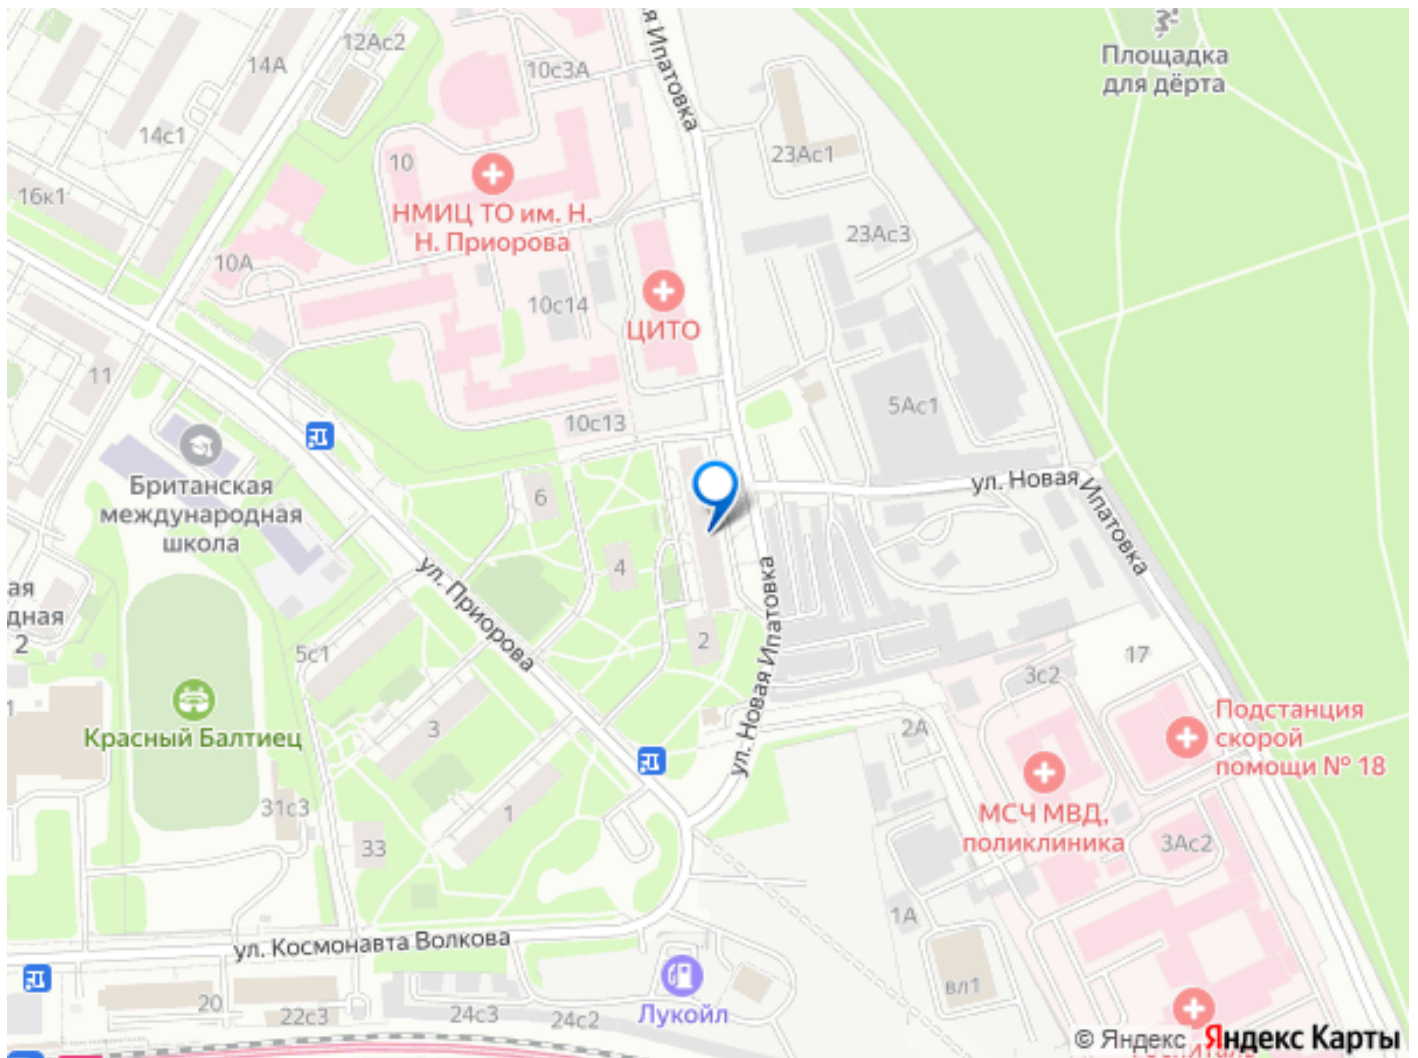 я Ипатовка
Площадка
для дёрта
12Ас2
14А
10с3А
14с1
23Ас1
10
16к1
НМИЦ ТО им. Н.
Н. Приорова
23Ас3
10А
10с14
ЦИТО
11
5Ас1
10с13
Британская
международная
школа
6
ул. Новая Ипатовка
4
ул. Приорова
ая
дная
2
ул. Новая Ипатовка
2
5с1
3с2
17
1
Красный Балтиец
3
2А
Подстанция
скорой
помощи № 18
31с3
1
МСЧ МВД,
поликлиника
33
3Ас2
1А
ул. Космонавта Волкова
вл1
20
22с3
24с3
24с2
Лукойл
© Яндекс Яндекс Карты